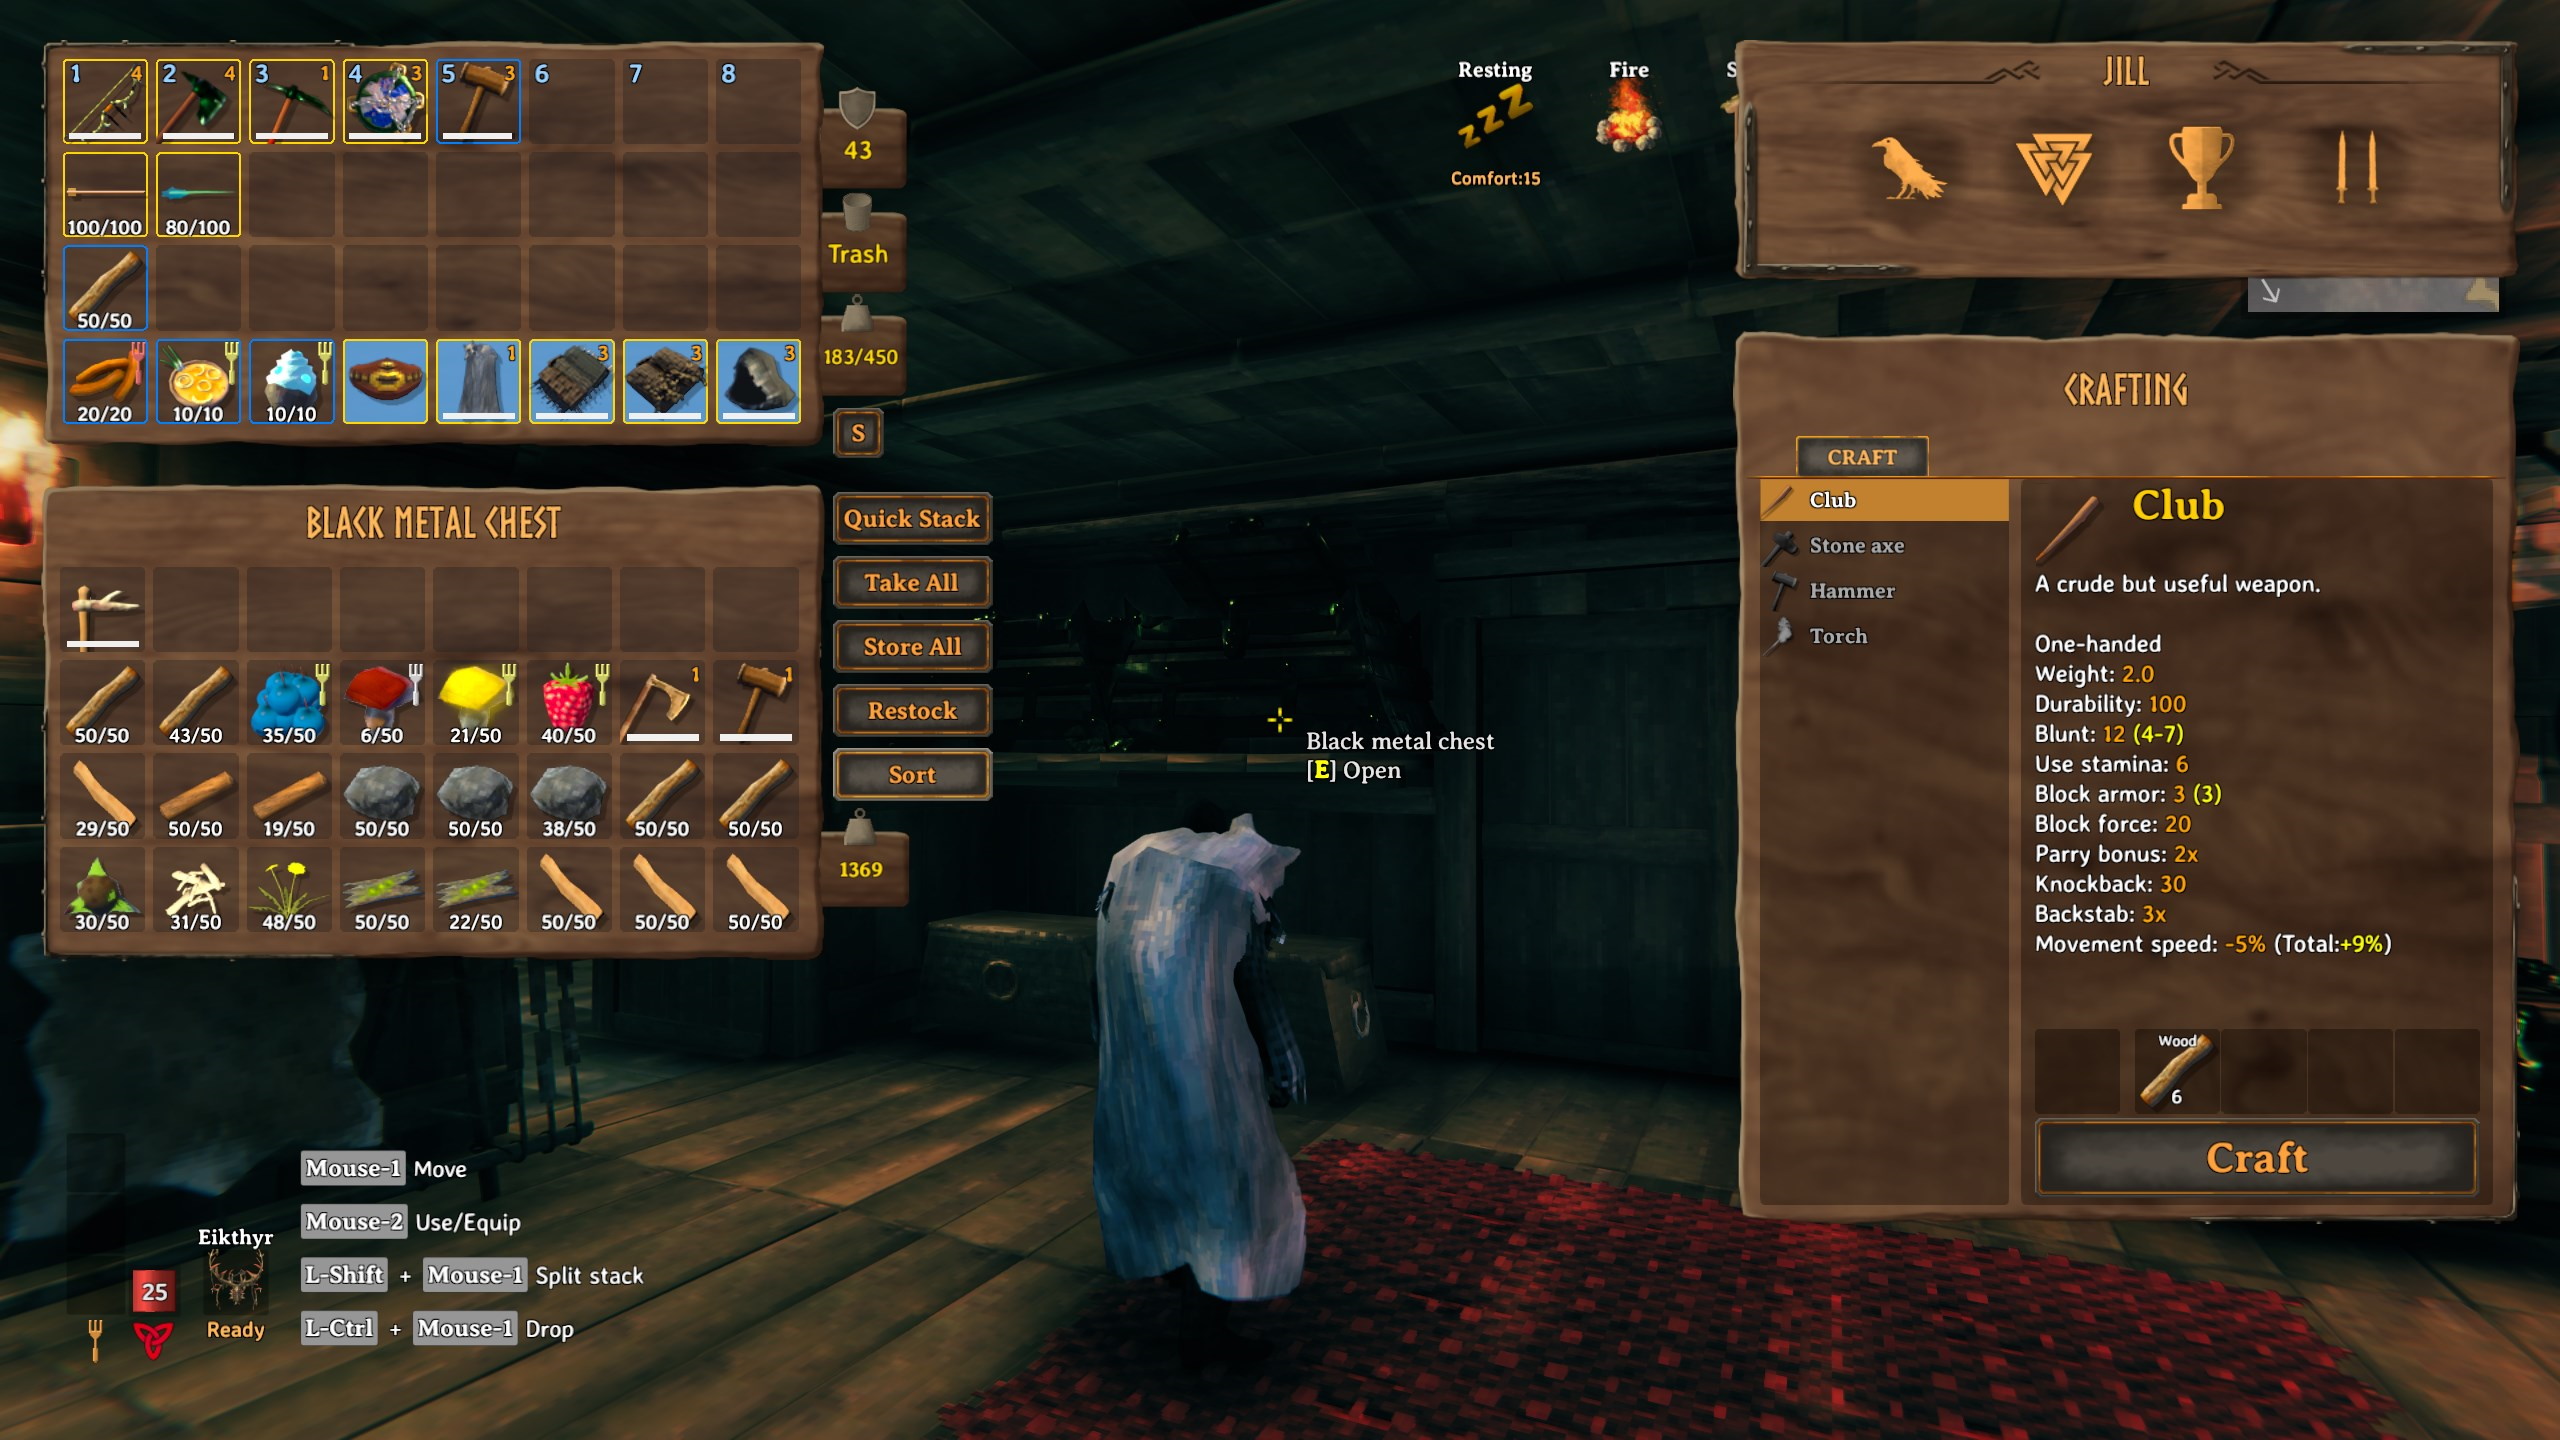 1 4
2 4
3 1
4 3
5 3
6
7
8
100/100
80/100
50/50
1
3
3
3
20/20
10/10
10/10
43
Trash
183/450
S
BLACK METAL CHEST
1
1
50/50
43/50
35/50
6/50
21/50
40/50
29/50
50/50
19/50
50/50
50/50
38/50
50/50
50/50
30/50
31/50
48/50
50/50
22/50
50/50
50/50
50/50
Quick Stack
Take All
Store All
Restock
Sort
1369
Resting
Comfort:15
Fire
S
Black metal chest
[E] Open
JILL
CRAFTING
CRAFT
Club
Stone axe
Hammer
Torch
Club
A crude but useful weapon.
One-handed
Weight: 2.0
Durability: 100
Blunt: 12 (4-7)
Use stamina: 6
Block armor: 3 (3)
Block force: 20
Parry bonus: 2x
Knockback: 30
Backstab: 3x
Movement speed: -5% (Total:+9%)
Wood
6
Craft
Mouse-1 Move
Mouse-2 Use/Equip
L-Shift + Mouse-1 Split stack
L-Ctrl + Mouse-1 Drop
25
Eikthyr
Ready